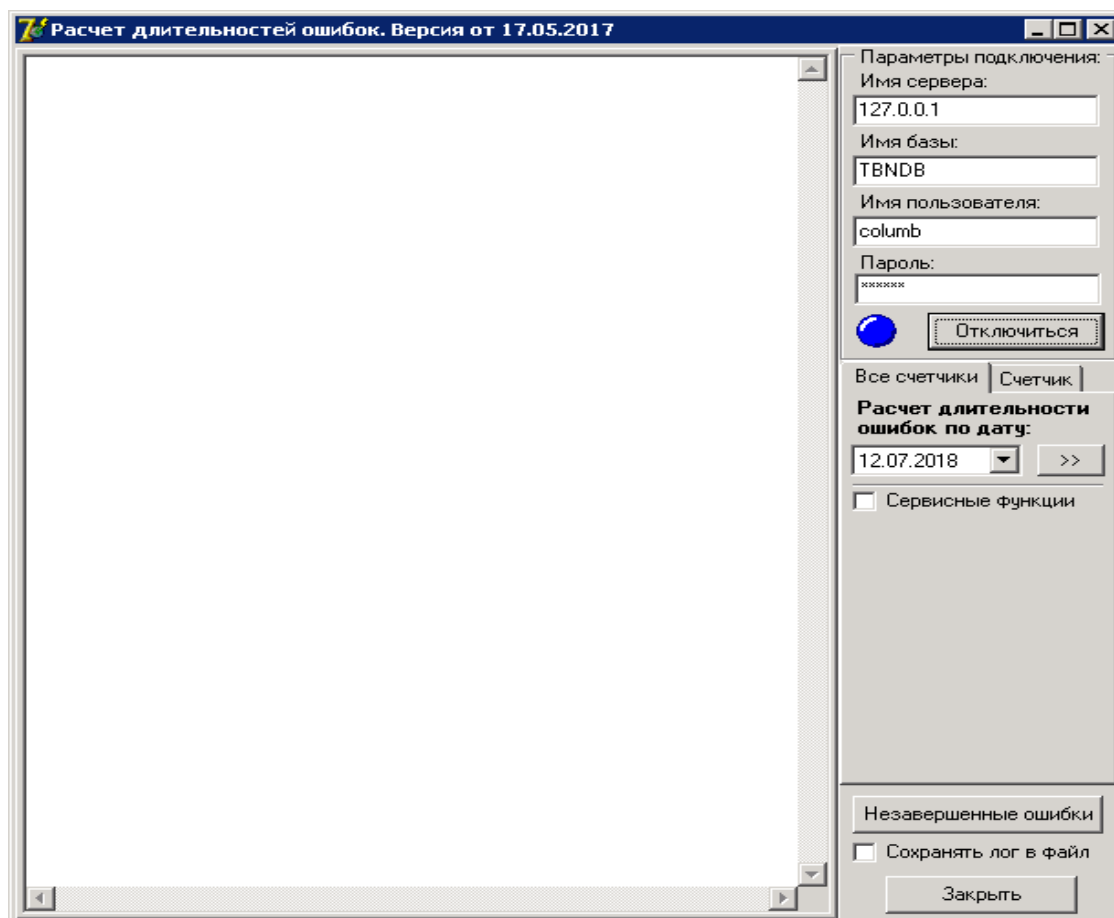 Расчет длительностей ошибок. Версия от 17.05.2017
Параметры подключения:
Имя сервера:
127.0.0.1
Имя базы:
TBNDB
Имя пользователя:
columb
Пароль:
******
Отключиться
Все счетчики Счетчик
Расчет длительности
ошибок по дату:
12.07.2018 >>
Сервисные функции
Незавершенные ошибки
Сохранять лог в файл
Закрыть